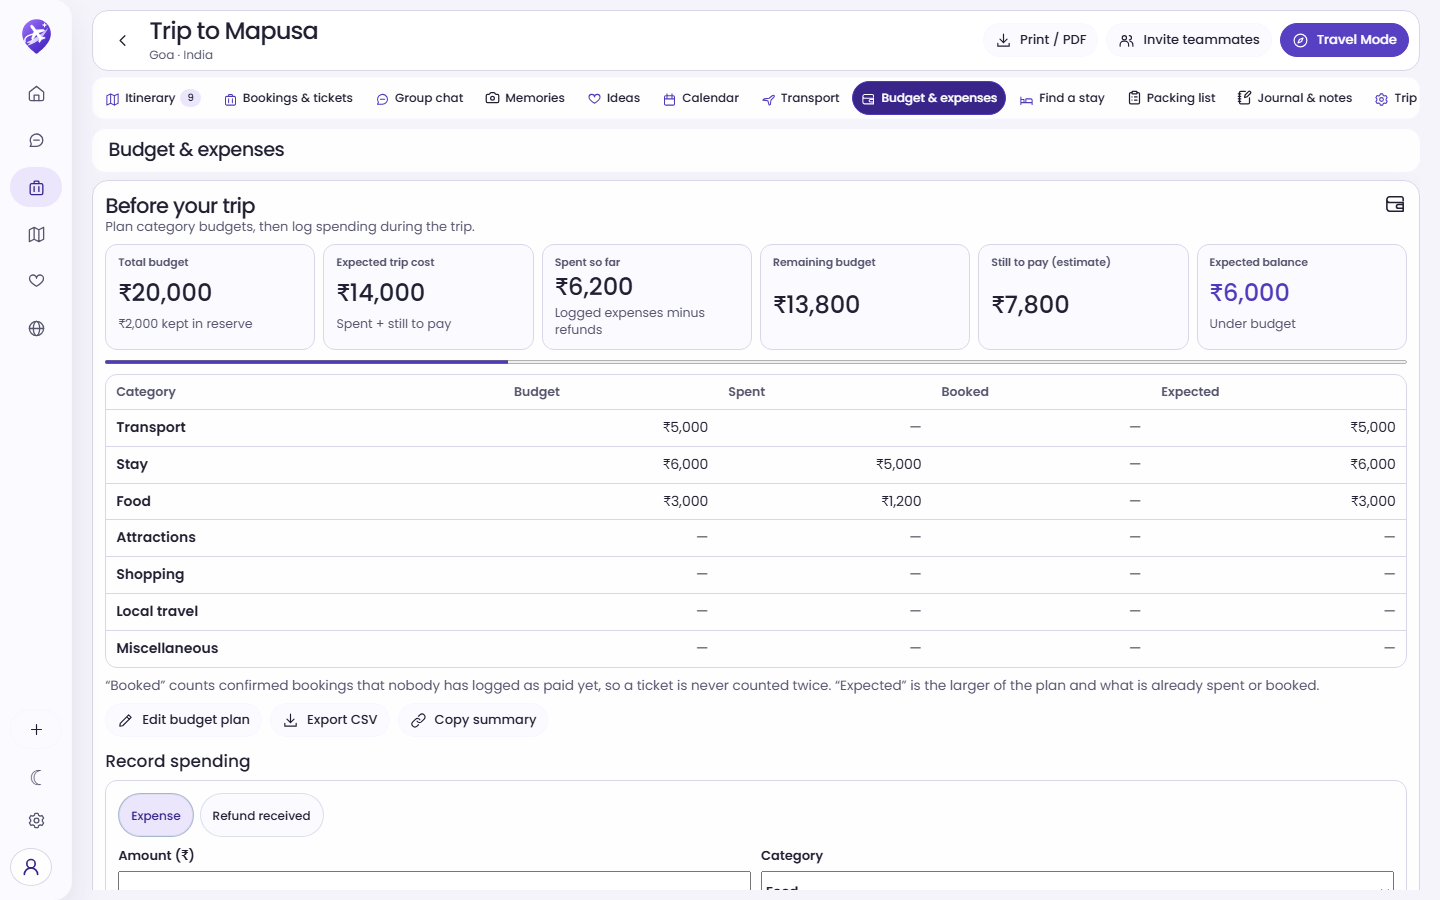 Trip to Mapusa
Goa · India
Print / PDF
Invite teammates
Travel Mode
Itinerary 9
Bookings & tickets
Group chat
Memories
Ideas
Calendar
Transport
Budget & expenses
Find a stay
Packing list
Journal & notes
Trip
Budget & expenses
Before your trip
Plan category budgets, then log spending during the trip.
Total budget
₹20,000
₹2,000 kept in reserve
Expected trip cost
₹14,000
Spent + still to pay
Spent so far
₹6,200
Logged expenses minus
refunds
Remaining budget
₹13,800
Still to pay (estimate)
₹7,800
Expected balance
₹6,000
Under budget
Category Budget Spent Booked Expected
Transport ₹5,000 — — ₹5,000
Stay ₹6,000 ₹5,000 — ₹6,000
Food ₹3,000 ₹1,200 — ₹3,000
Attractions — — — —
Shopping — — — —
Local travel — — — —
Miscellaneous — — — —
“Booked” counts confirmed bookings that nobody has logged as paid yet, so a ticket is never counted twice. “Expected” is the larger of the plan and what is already spent or booked.
Edit budget plan
Export CSV
Copy summary
Record spending
Expense
Refund received
Amount (₹)
Category